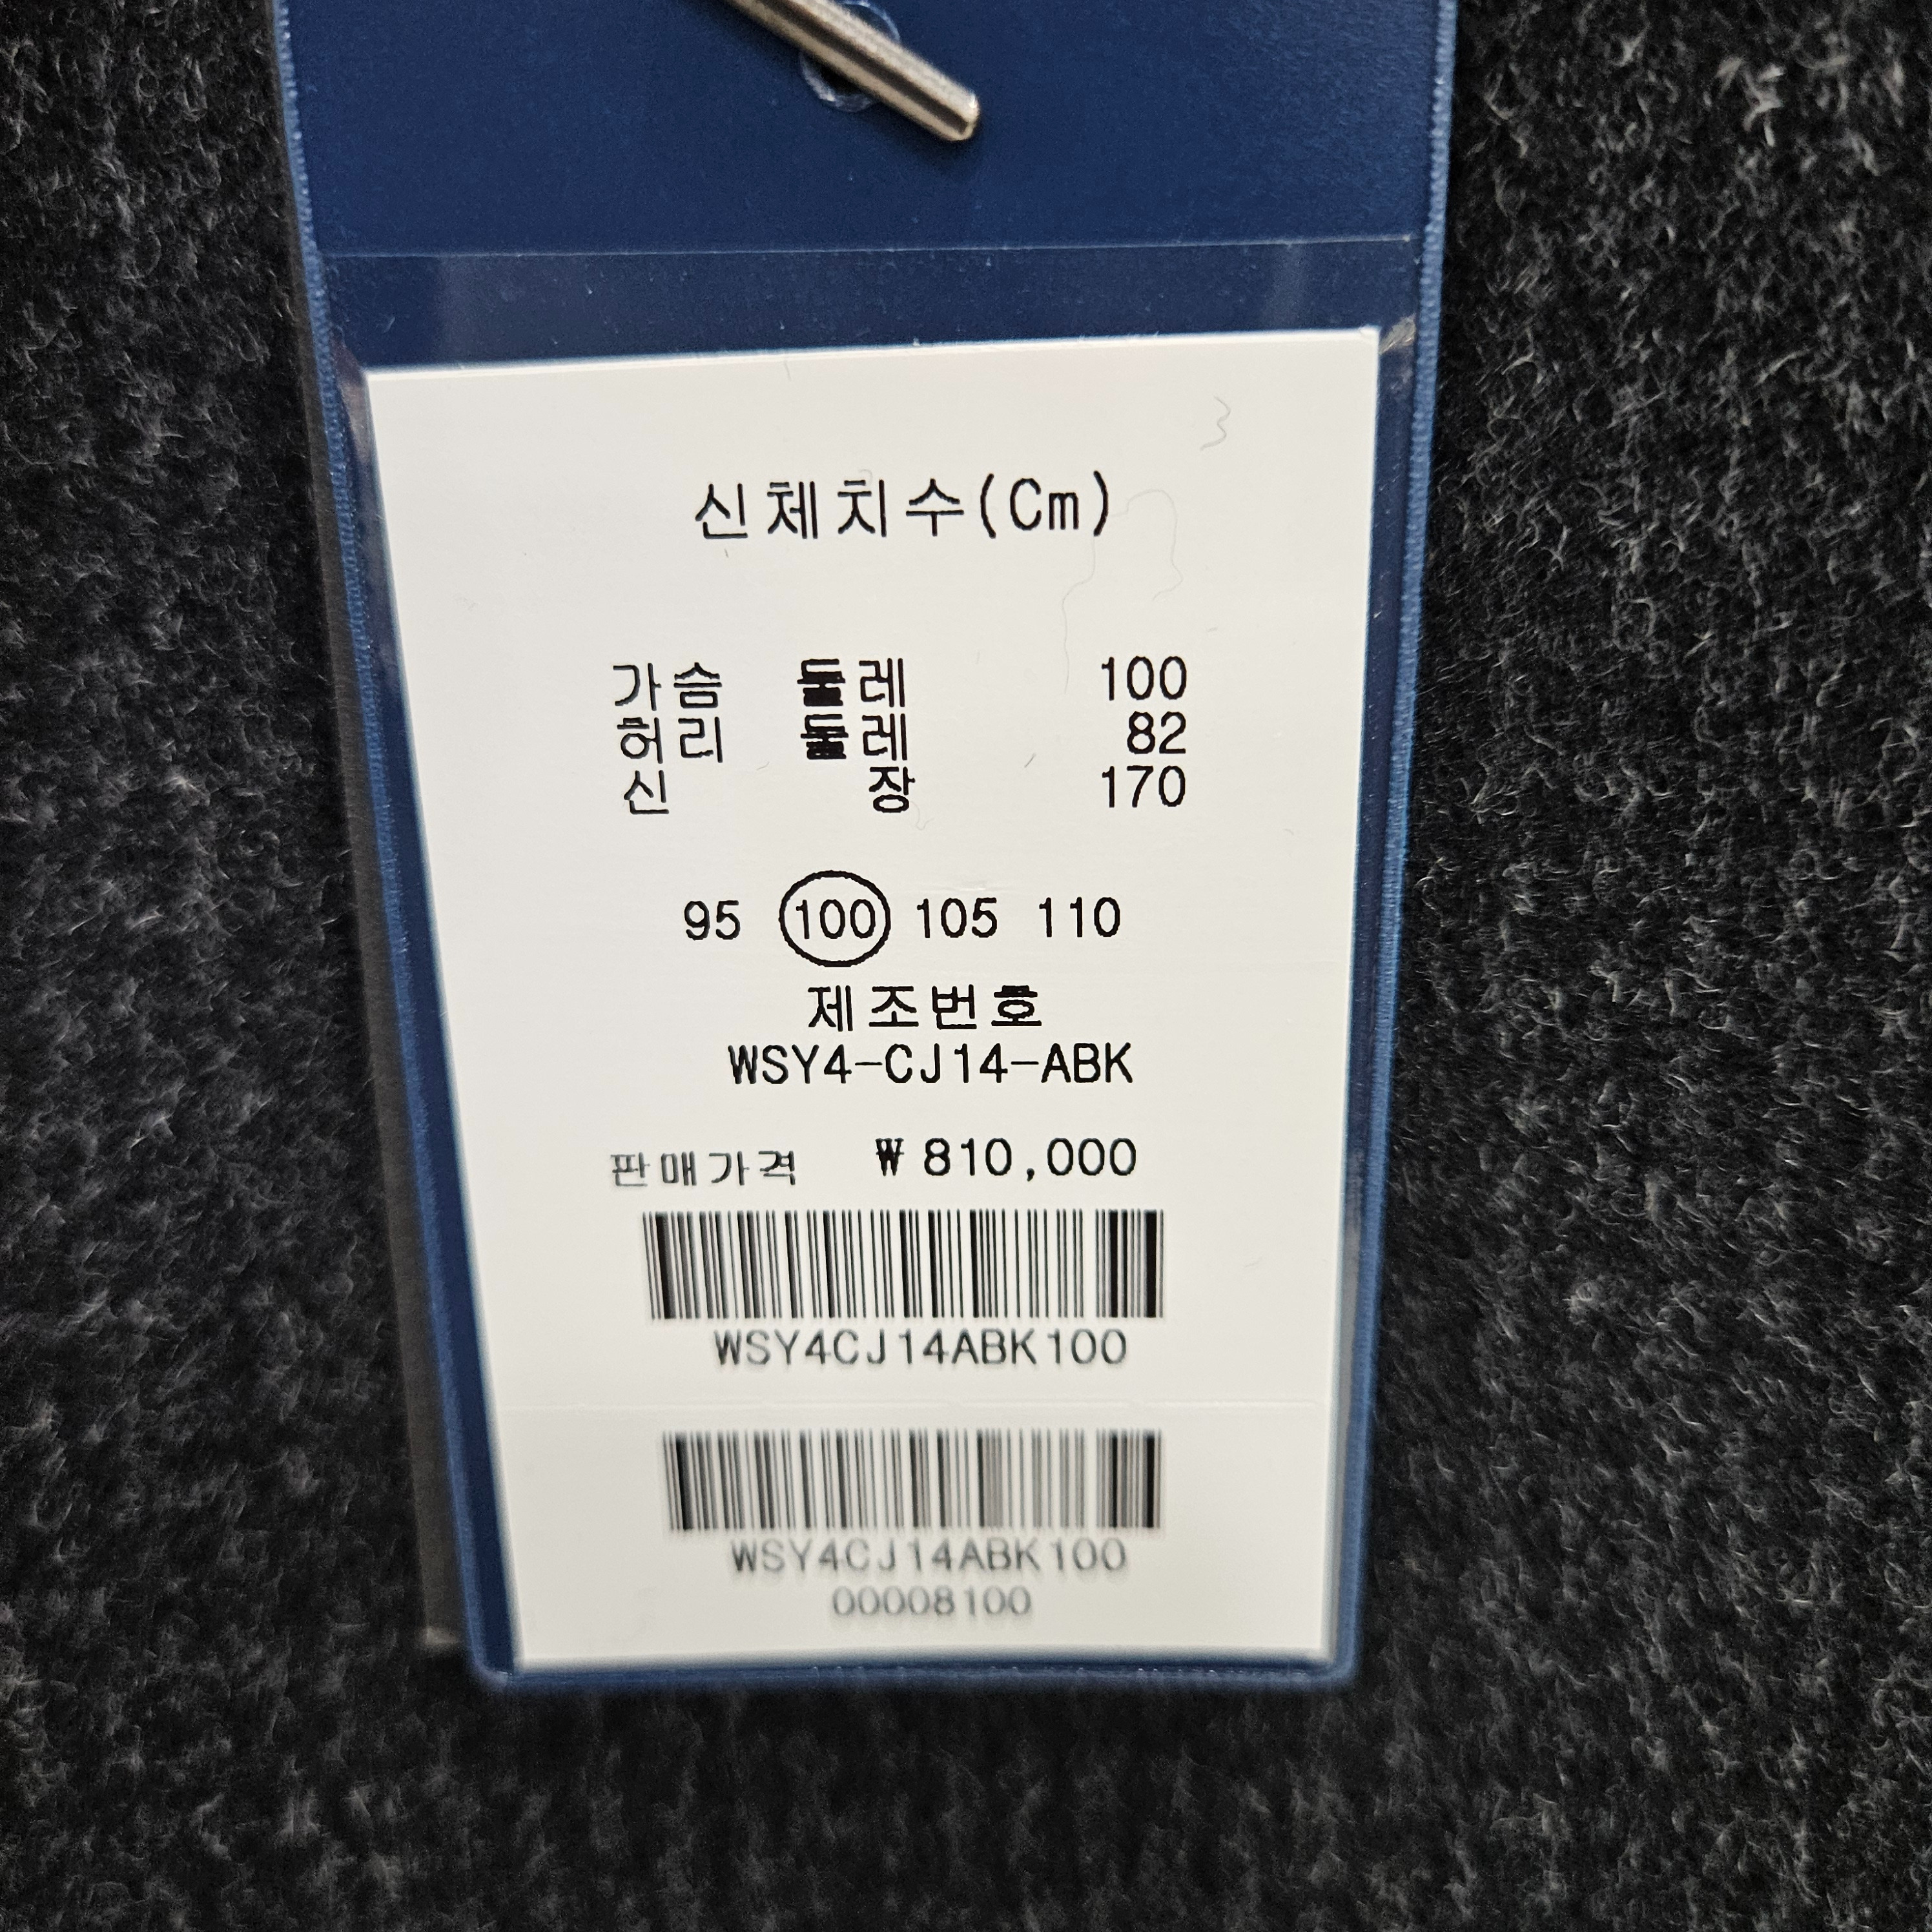 신체치수(Cm)
가슴 둘레 100
허리 둘레 82
신 장 170
95 100 105 110
제조번호
WSY4-CJ14-ABK
판매가격 ₩810,000
WSY4CJ14ABK100
WSY4CJ14ABK100
00008100